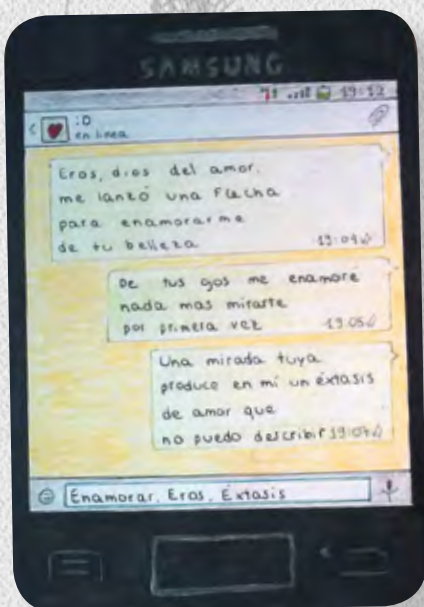 SAMSUNG
19:12
:D
en linea
Eros, dios del amor,
me lanzó una flecha
para enamorarme
de tu belleza 19:04
De tus ojos me enamoré
nada mas mirarte
por primera vez 19:05
Una mirada tuya
produce en mí un éxtasis
de amor que
no puedo describir 19:07
Enamorar, Eros, Éxtasis